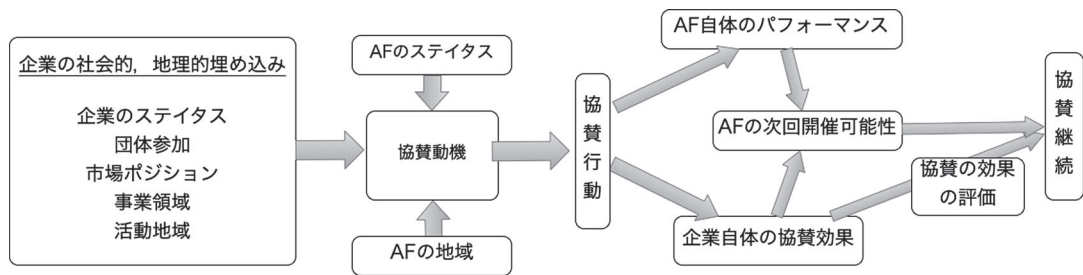 企業の社会的，地理的埋め込み
企業のステイタス
団体参加
市場ポジション
事業領域
活動地域
AFのステイタス
協賛動機
AFの地域
協賛行動
AF自体のパフォーマンス
AFの次回開催可能性
企業自体の協賛効果
協賛の効果
の評価
協賛継続